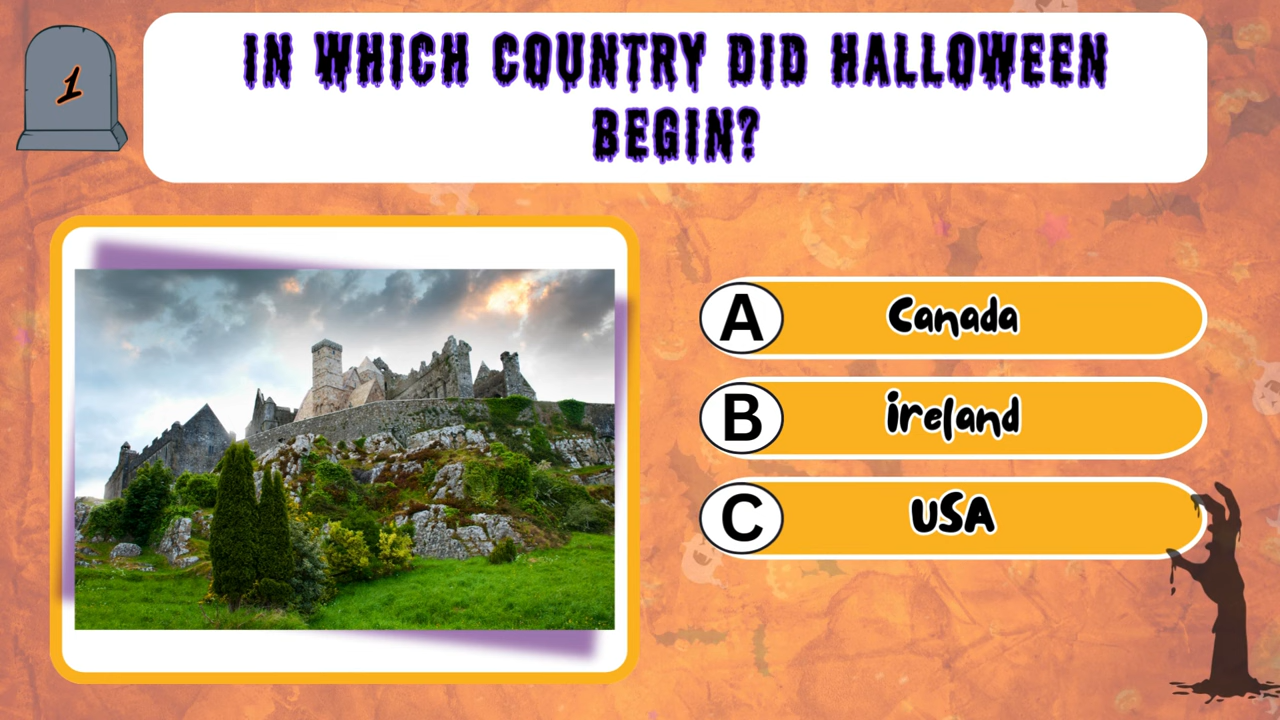 1
IN WHICH COUNTRY DID HALLOWEEN
BEGIN?
A Canada
B ireland
C USA